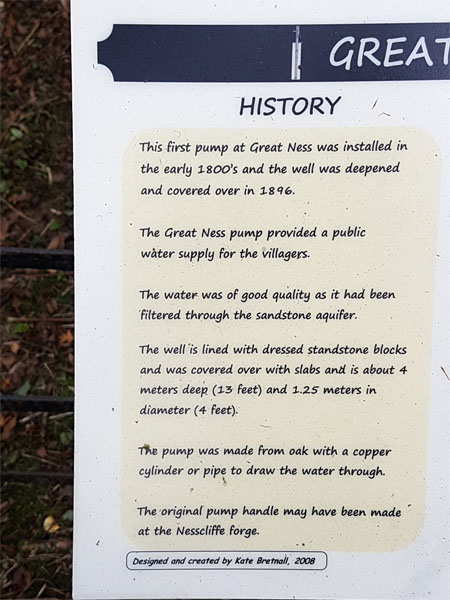 GREAT
HISTORY
This first pump at Great Ness was installed in
the early 1800's and the well was deepened
and covered over in 1896.
The Great Ness pump provided a public
water supply for the villagers.
The water was of good quality as it had been
filtered through the sandstone aquifer.
The well is lined with dressed standstone blocks
and was covered over with slabs and is about 4
meters deep (13 feet) and 1.25 meters in
diameter (4 feet).
The pump was made from oak with a copper
cylinder or pipe to draw the water through.
The original pump handle may have been made
at the Nesscliffe forge.
Designed and created by Kate Bretnall, 2008